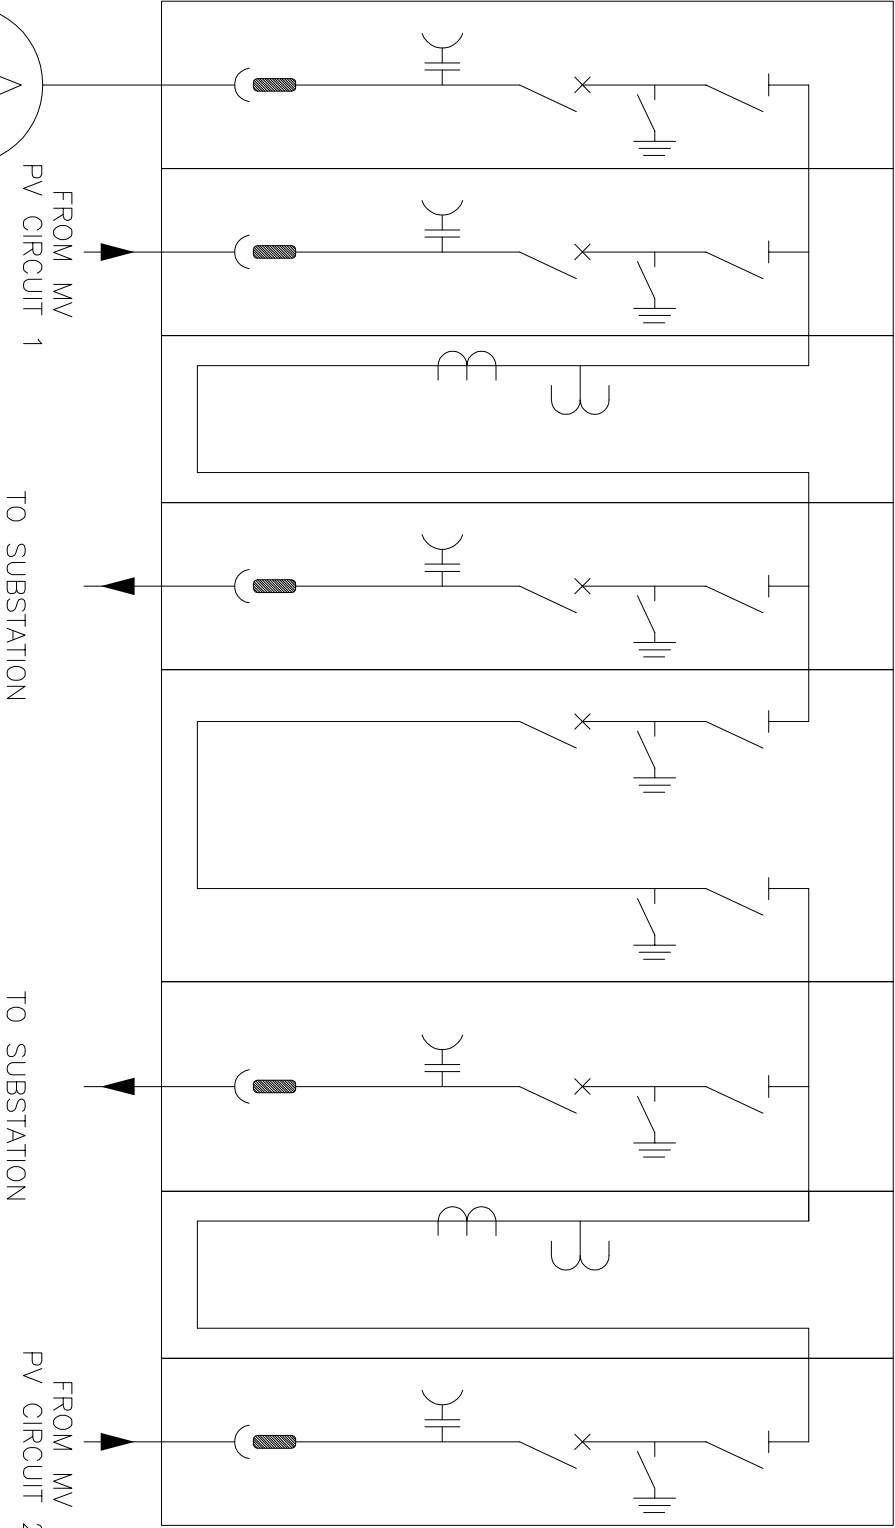 FROM MV
PV CIRCUIT 1
TO SUBSTATION
TO SUBSTATION
FROM MV
PV CIRCUIT